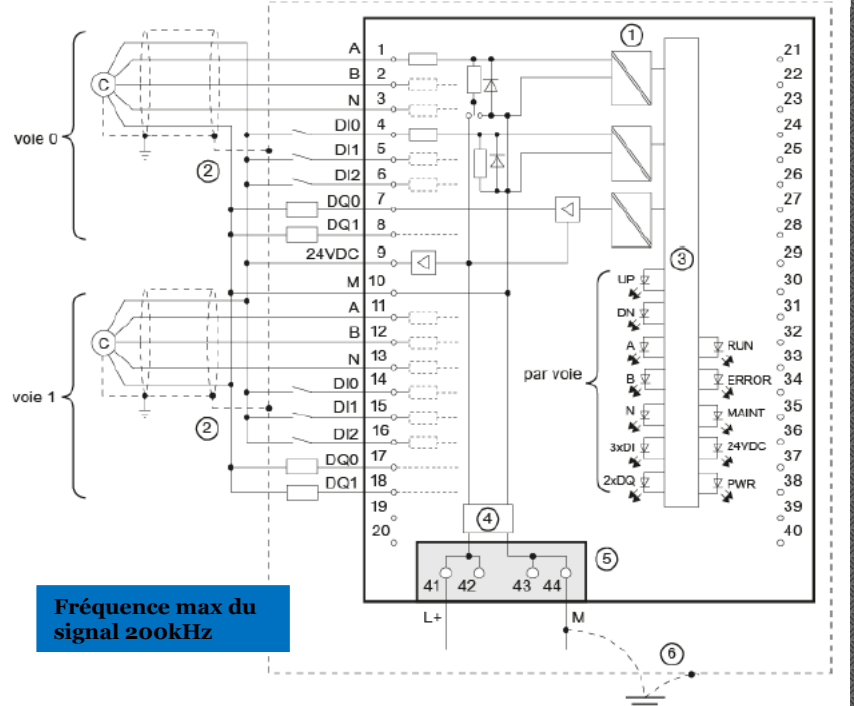 voie 0
C
2
A 1
B 2
N 3
DI0 4
DI1 5
DI2 6
DQ0 7
DQ1 8
24VDC 9
M 10
voie 1
C
2
A 11
B 12
N 13
DI0 14
DI1 15
DI2 16
DQ0 17
DQ1 18
19
20
1
3
par voie
UP
DN
A
B
N
3xDI
2xDQ
RUN
ERROR
MAINT
24VDC
PWR
21
22
23
24
25
26
27
28
29
30
31
32
33
34
35
36
37
38
39
40
4
5
41 42 43 44
L+ M
6
Fréquence max du
signal 200kHz